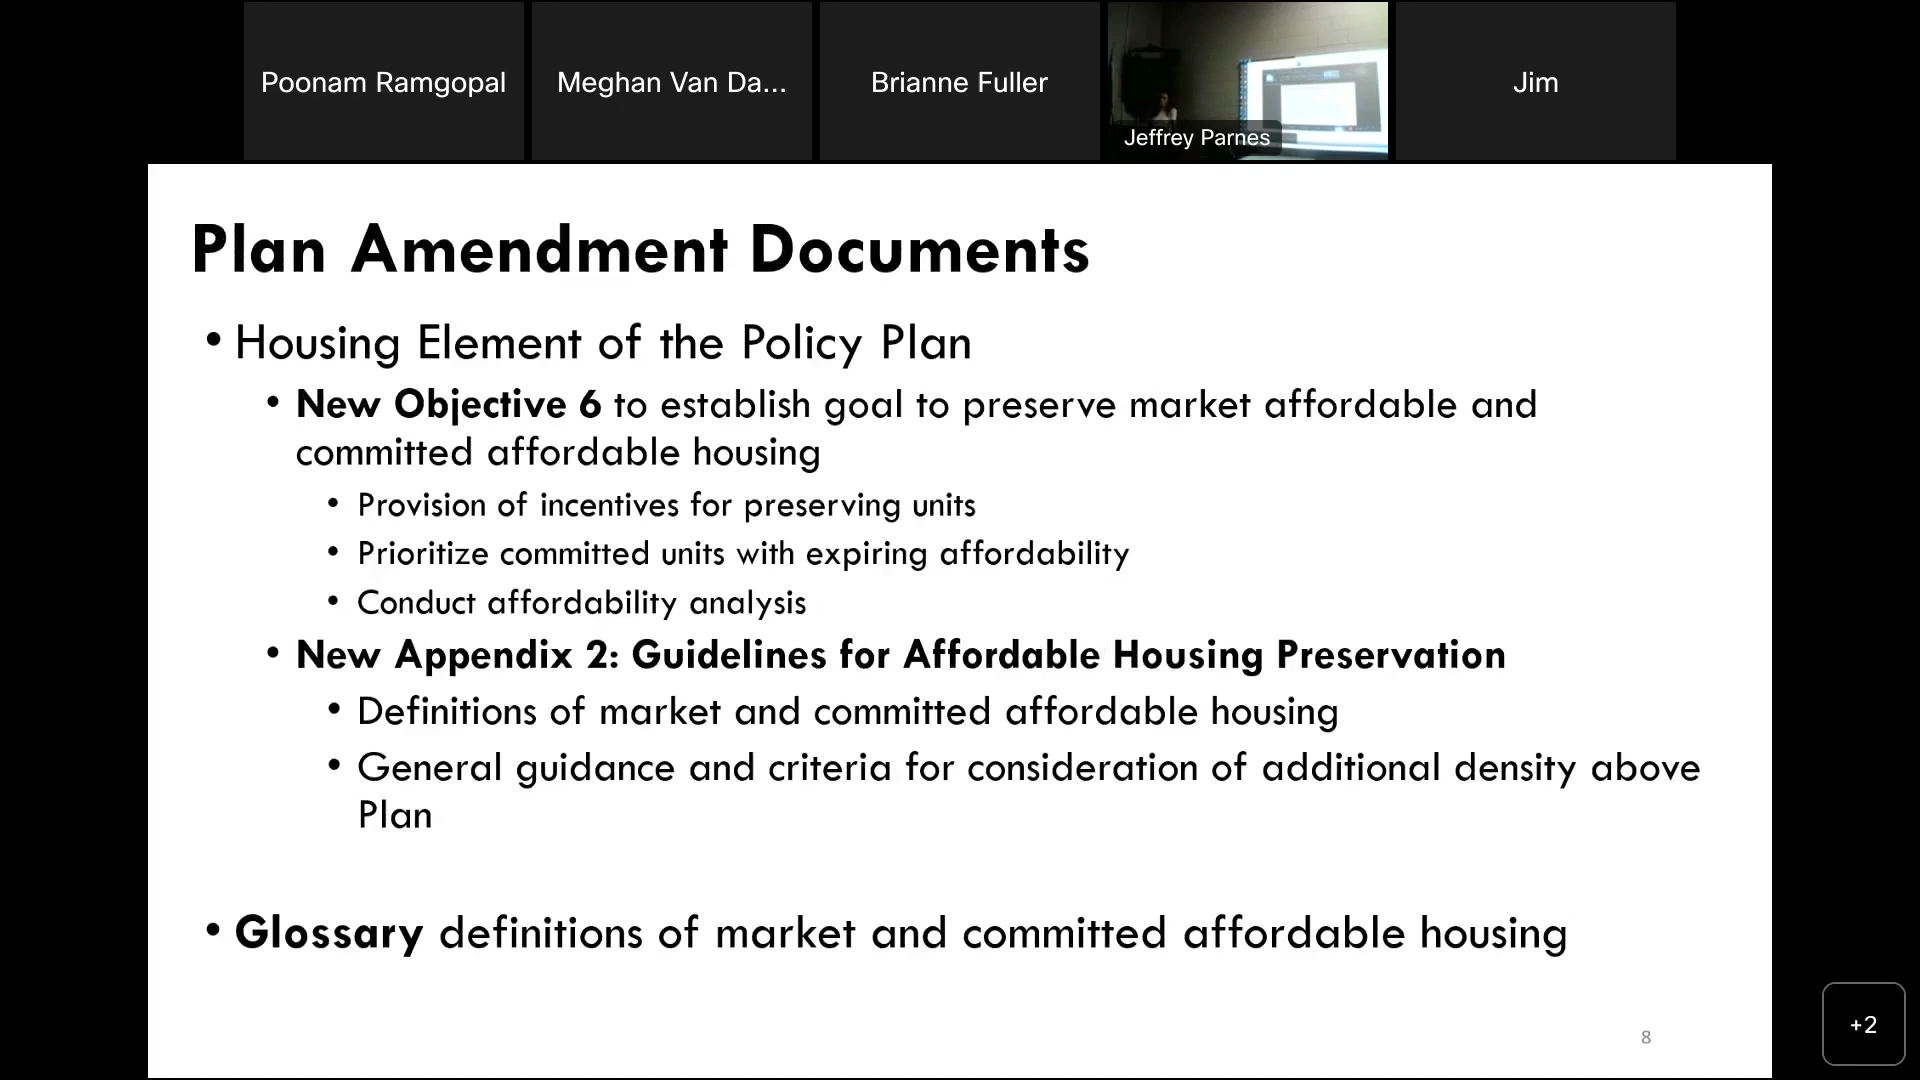 Poonam Ramgopal
Meghan Van Da...
Brianne Fuller
Jeffrey Parnes
Jim
Plan Amendment Documents
• Housing Element of the Policy Plan
• New Objective 6 to establish goal to preserve market affordable and
committed affordable housing
• Provision of incentives for preserving units
• Prioritize committed units with expiring affordability
• Conduct affordability analysis
• New Appendix 2: Guidelines for Affordable Housing Preservation
• Definitions of market and committed affordable housing
• General guidance and criteria for consideration of additional density above
Plan
• Glossary definitions of market and committed affordable housing
8
+2